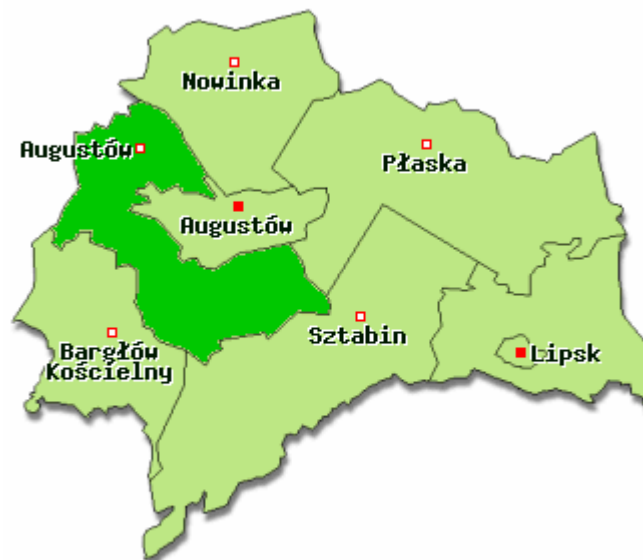 Nowinka
Augustów
Płaska
Augustów
Sztabin
Bargłów
Kościelny
Lipsk